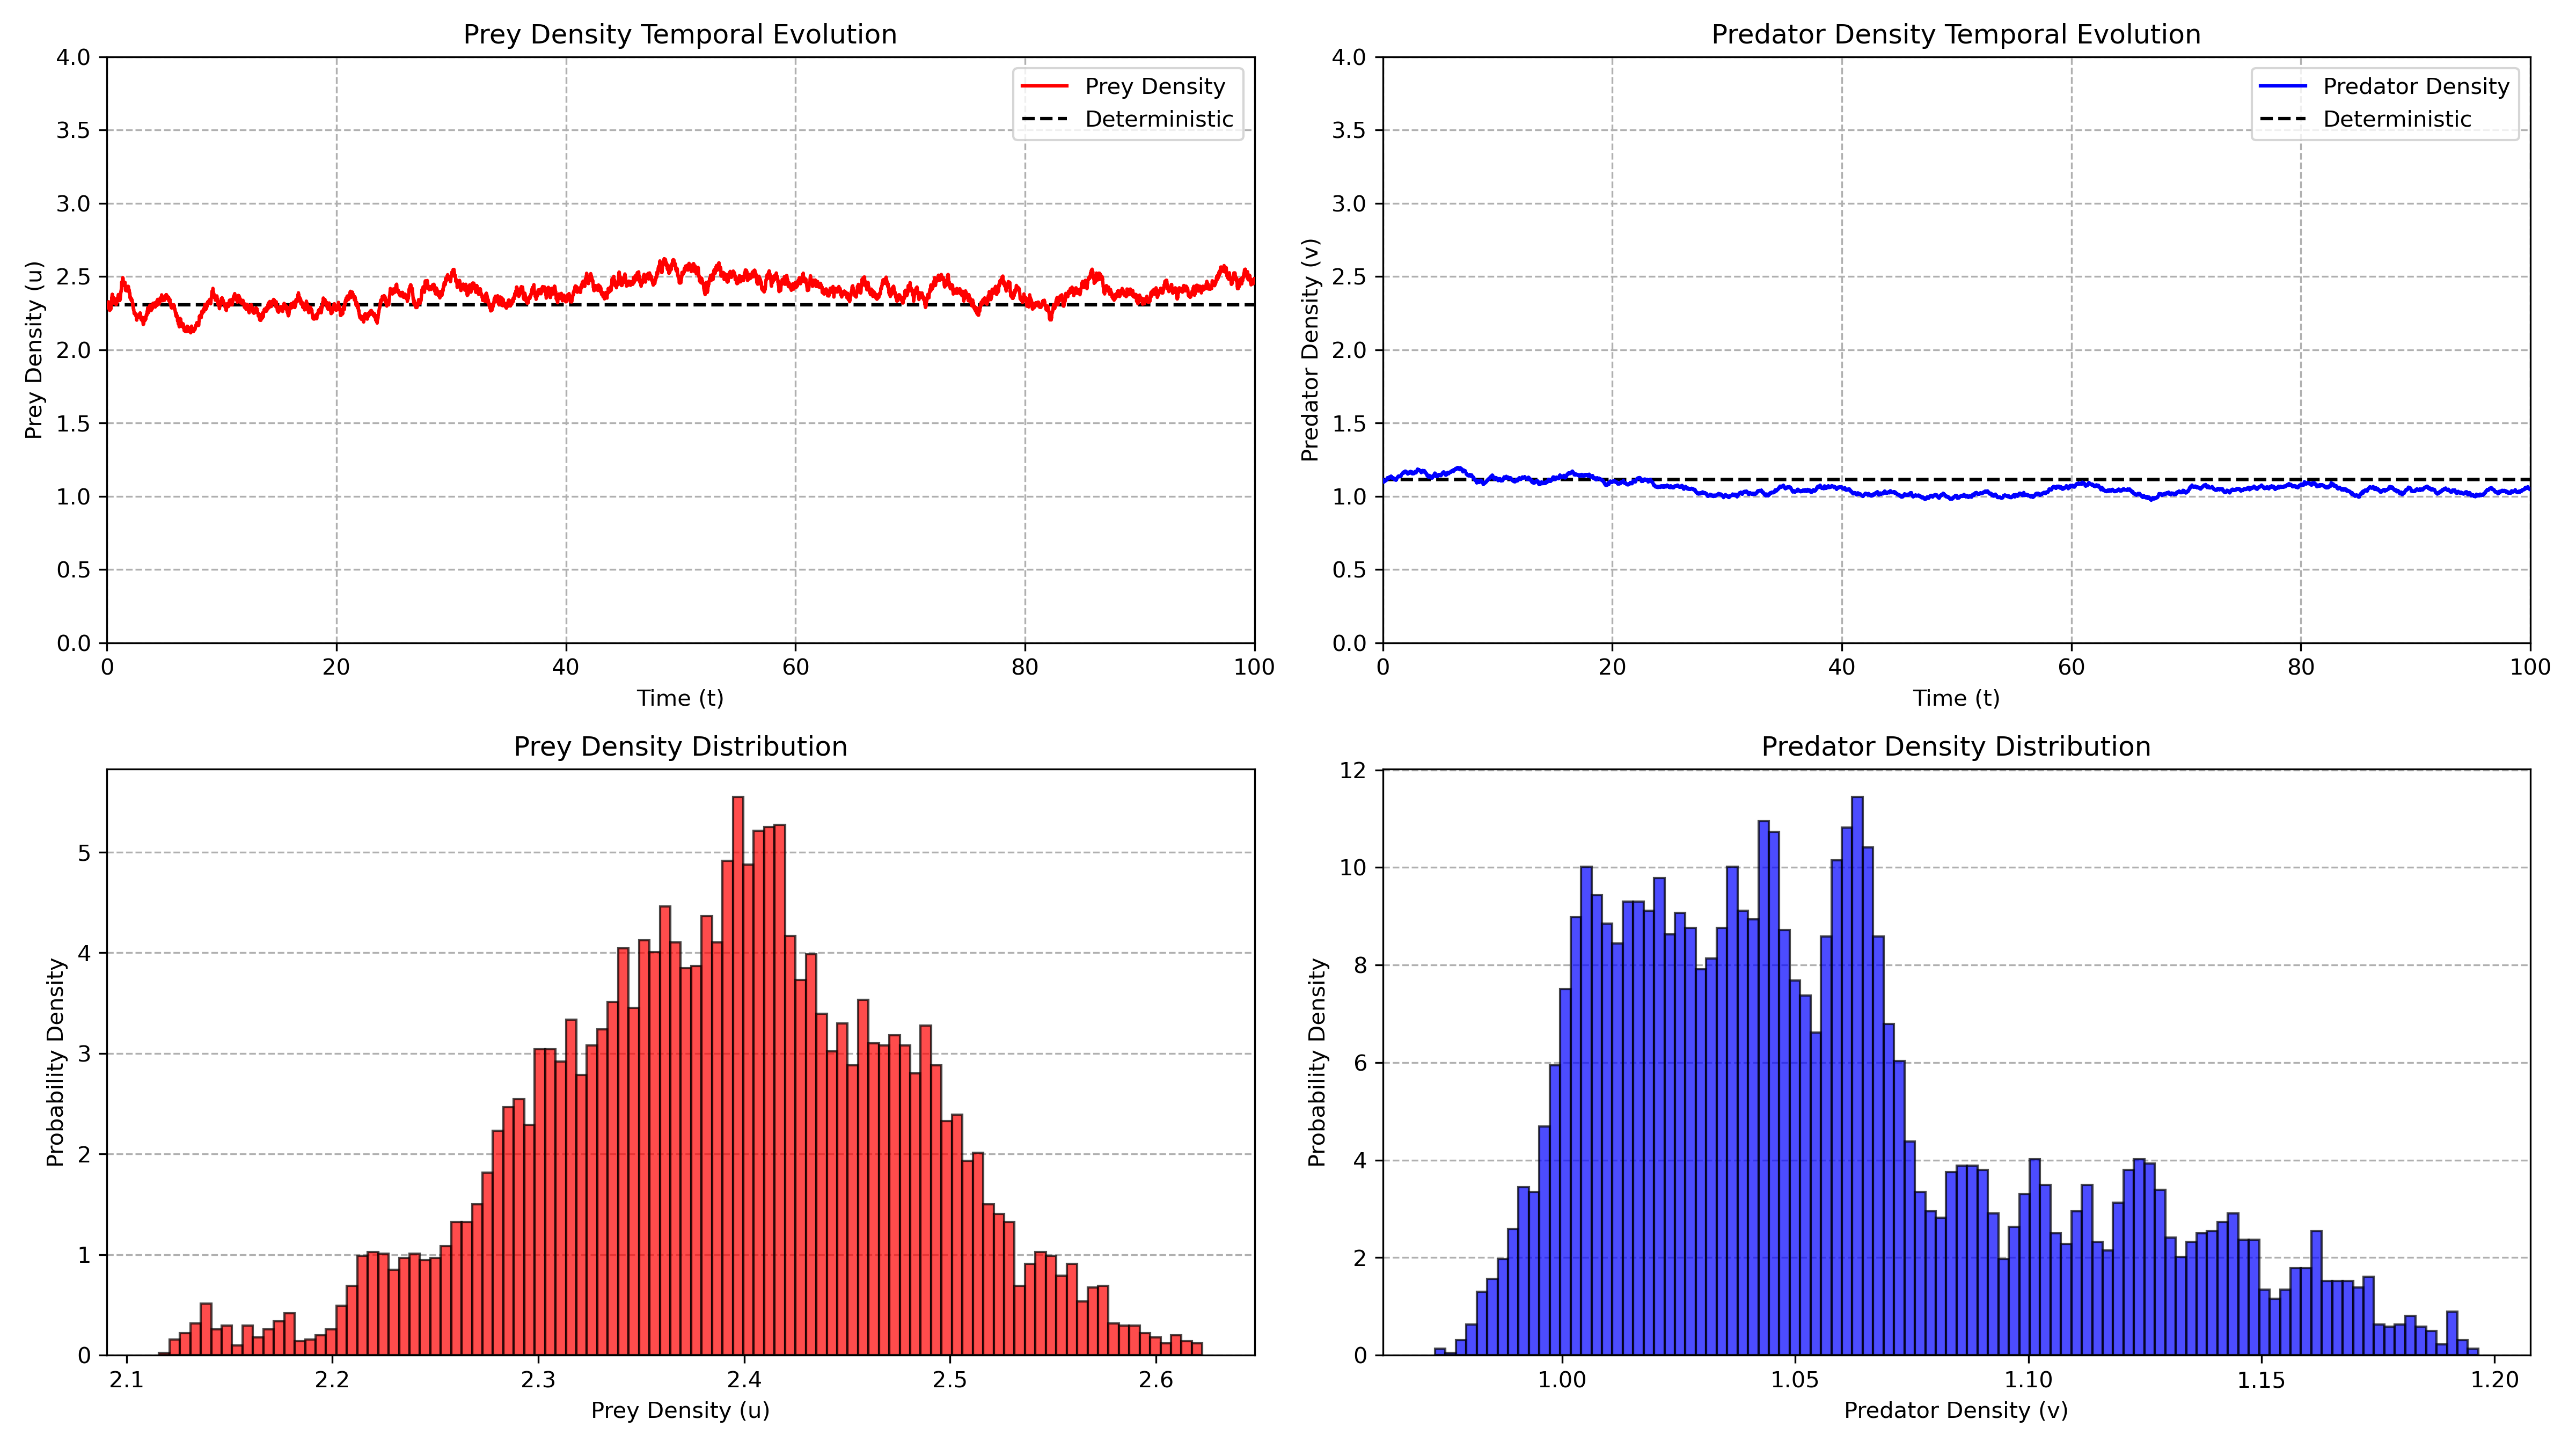 Prey Density Temporal Evolution
Prey Density (u)
4.0
3.5
3.0
2.5
2.0
1.5
1.0
0.5
0.0
Prey Density
Deterministic
0 20 40 60 80 100
Time (t)
Predator Density Temporal Evolution
Predator Density (v)
4.0
3.5
3.0
2.5
2.0
1.5
1.0
0.5
0.0
Predator Density
Deterministic
0 20 40 60 80 100
Time (t)
Prey Density Distribution
Probability Density
5
4
3
2
1
0
2.1 2.2 2.3 2.4 2.5 2.6
Prey Density (u)
Predator Density Distribution
Probability Density
12
10
8
6
4
2
0
1.00 1.05 1.10 1.15 1.20
Predator Density (v)